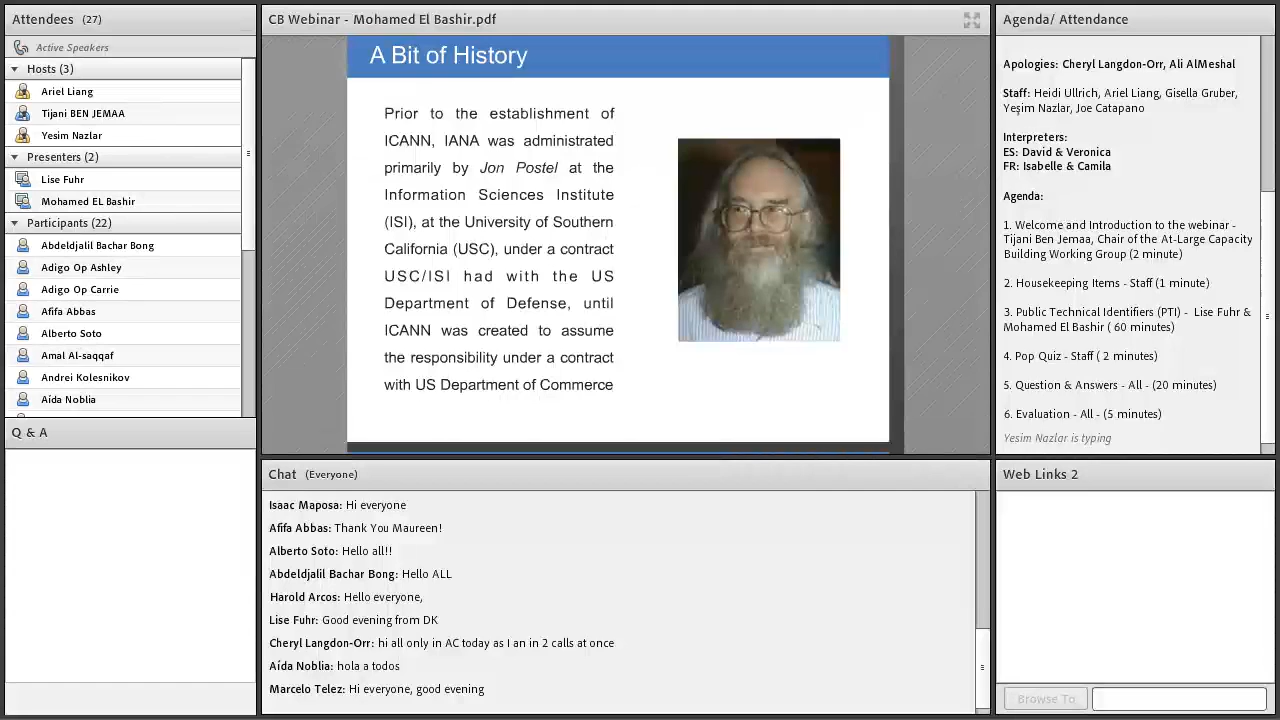 Attendees (27)
Active Speakers
Hosts (3)
Ariel Liang
Tijani BEN JEMAA
Yesim Nazlar
Presenters (2)
Lise Fuhr
Mohamed EL Bashir
Participants (22)
Abdeldjalil Bachar Bong
Adigo Op Ashley
Adigo Op Carrie
Afifa Abbas
Alberto Soto
Amal Al-saqqaf
Andrei Kolesnikov
Aída Noblia
Q & A
CB Webinar - Mohamed El Bashir.pdf
A Bit of History
Prior to the establishment of
ICANN, IANA was administrated
primarily by Jon Postel at the
Information Sciences Institute
(ISI), at the University of Southern
California (USC), under a contract
USC/ISI had with the US
Department of Defense, until
ICANN was created to assume
the responsibility under a contract
with US Department of Commerce
Chat (Everyone)
Isaac Maposa: Hi everyone
Afifa Abbas: Thank You Maureen!
Alberto Soto: Hello all!!
Abdeldjalil Bachar Bong: Hello ALL
Harold Arcos: Hello everyone,
Lise Fuhr: Good evening from DK
Cheryl Langdon-Orr: hi all only in AC today as I an in 2 calls at once
Aída Noblia: hola a todos
Marcelo Telez: Hi everyone, good evening
Agenda/ Attendance
Apologies: Cheryl Langdon-Orr, Ali AlMeshal
Staff: Heidi Ullrich, Ariel Liang, Gisella Gruber,
Yeşim Nazlar, Joe Catapano
Interpreters:
ES: David & Veronica
FR: Isabelle & Camila
Agenda:
1. Welcome and Introduction to the webinar -
Tijani Ben Jemaa, Chair of the At-Large Capacity
Building Working Group (2 minute)
2. Housekeeping Items - Staff (1 minute)
3. Public Technical Identifiers (PTI) - Lise Fuhr &
Mohamed El Bashir ( 60 minutes)
4. Pop Quiz - Staff ( 2 minutes)
5. Question & Answers - All - (20 minutes)
6. Evaluation - All - (5 minutes)
Yesim Nazlar is typing
Web Links 2
Browse To